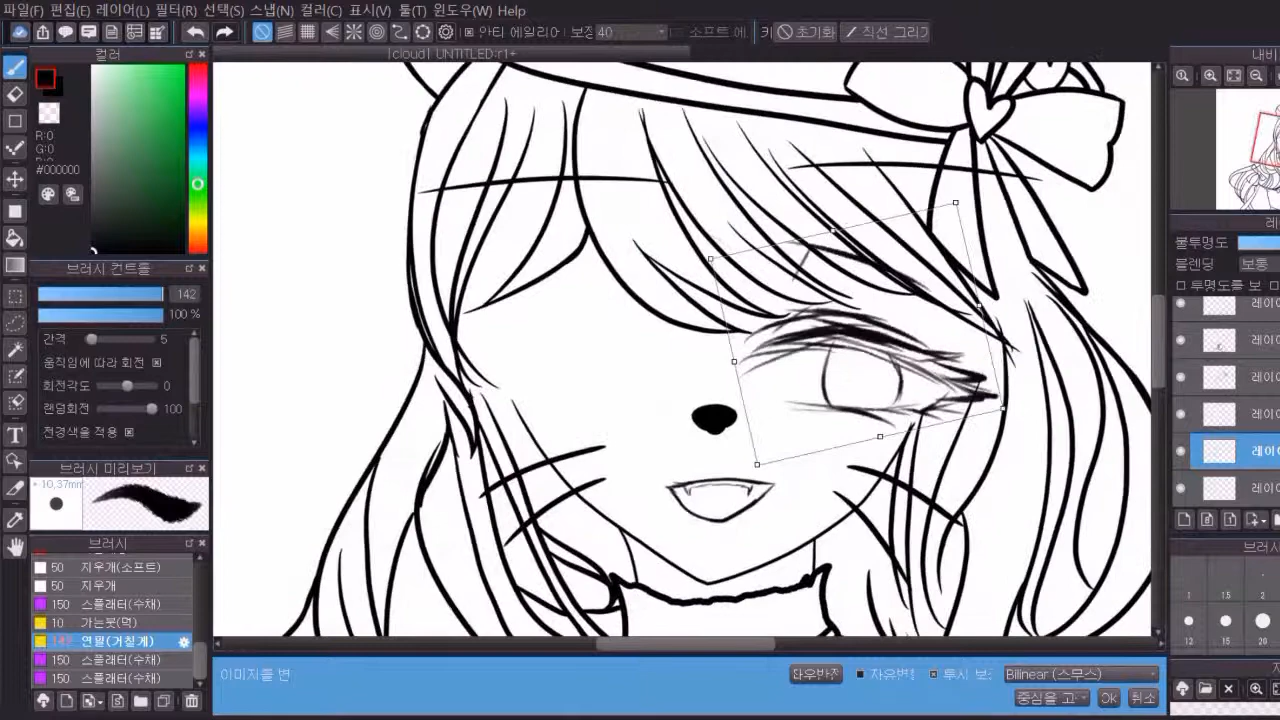 파일(F) 편집(E) 레이어(L) 필터(R) 선택(S) 스냅(N) 컬러(C) 표시(V) 툴(T) 윈도우(W) Help
안티 에일리어 보정 40 소프트 에 키 초기화 직선 그리기
컬러
|cloud| UNTITLED:r1+
내비
R:0
G:0
#000000
브러시 컨트롤
142
100 %
간격 5
움직임에 따라 회전
회전각도 0
랜덤회전 100
전경색을 적용
브러시 미리보기
10.37mm
브러시
50 지우개(소프트)
50 지우개
150 스플래터(수채)
10 가는붓(먹)
연필(거칠게)
150 스플래터(수채)
150 스플래터(수채)
이미지를 변
좌우반전 자유변형 투시 보 Bilinear (스무스)
중심을 고 Ok 취소
레
불투명도
블렌딩 보통
투명도를 보
레이
레이
레이
레이
레이
브러시
1 1.5 2
12 15 20